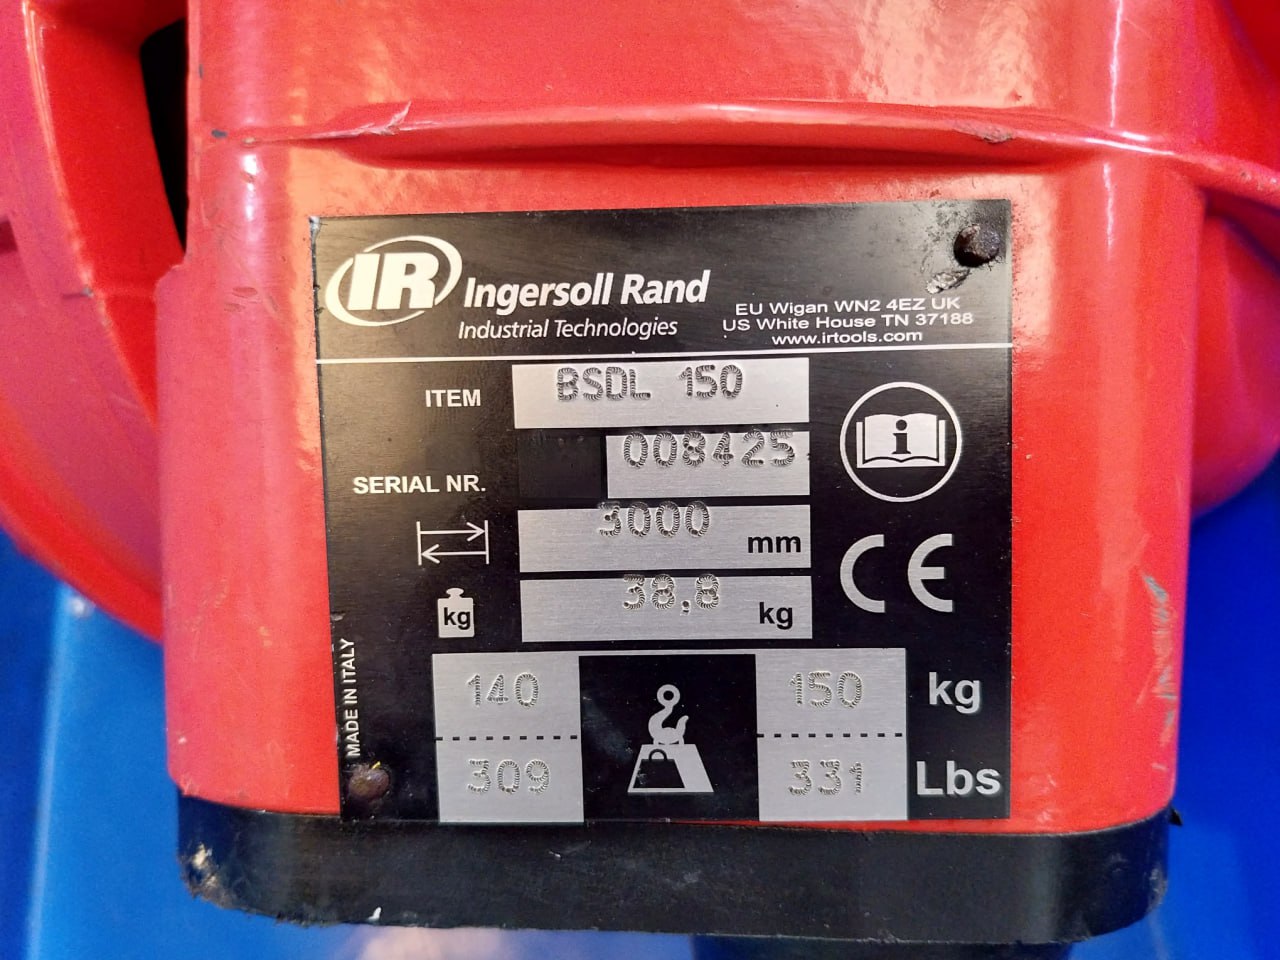 IR Ingersoll Rand
Industrial Technologies
EU Wigan WN2 4EZ UK
US White House TN 37188
www.irtools.com
ITEM BSDL 150
SERIAL NR. 008425
3000 mm
kg 38,8 kg
140 150 kg
309 331 Lbs
MADE IN ITALY
i
CE